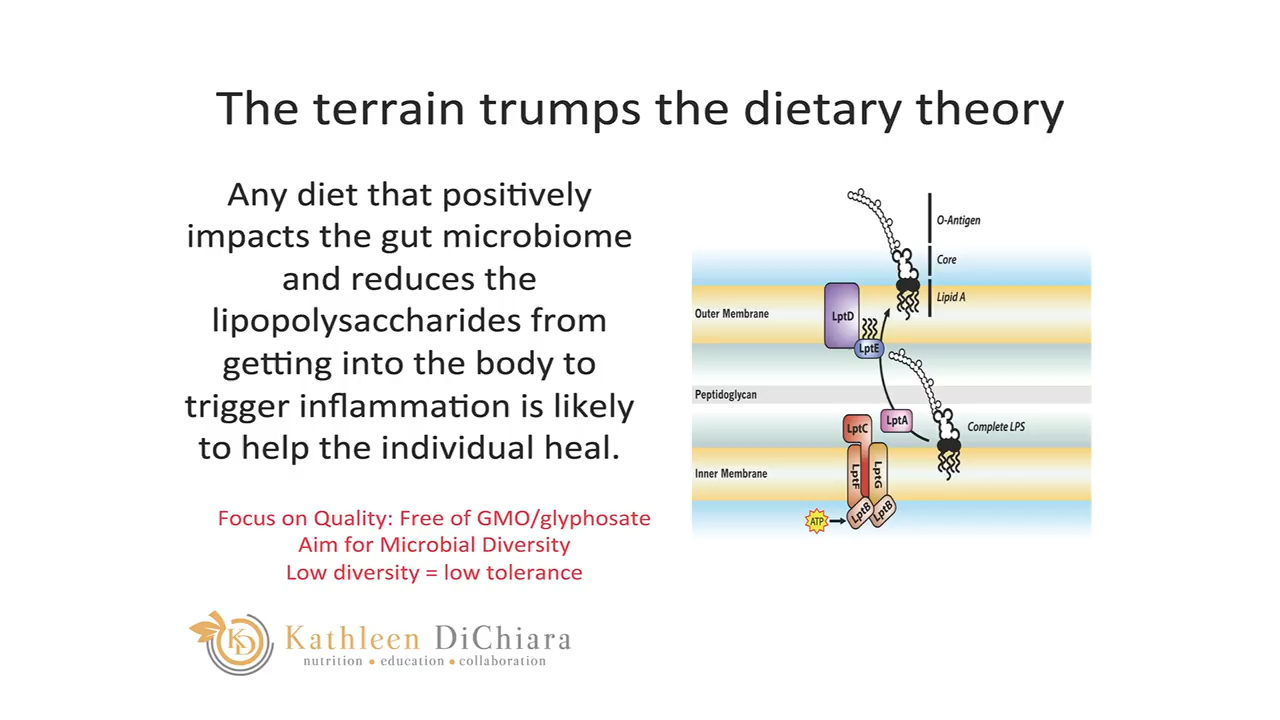 The terrain trumps the dietary theory
Any diet that positively
impacts the gut microbiome
and reduces the
lipopolysaccharides from
getting into the body to
trigger inflammation is likely
to help the individual heal.
Focus on Quality: Free of GMO/glyphosate
Aim for Microbial Diversity
Low diversity = low tolerance
KD
Kathleen DiChiara
nutrition • education • collaboration
O-Antigen
Core
Lipid A
Outer Membrane
LptD
LptE
Peptidoglycan
LptA
LptC
Complete LPS
Inner Membrane
LptF
LptG
ATP
LptB
LptB